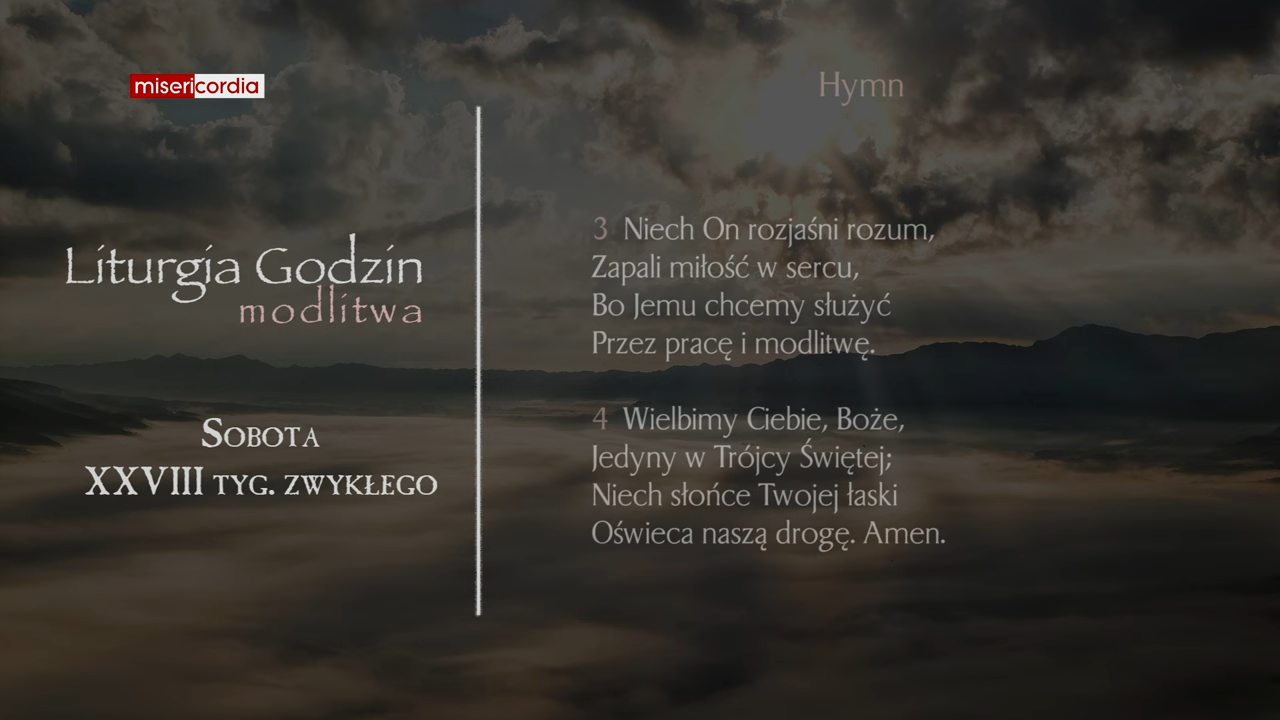 misericordia
Liturgia Godzin
modlitwa
Sobota
XXVIII tyg. zwykłego
Hymn
3 Niech On rozjaśni rozum,
Zapali miłość w sercu,
Bo Jemu chcemy służyć
Przez pracę i modlitwę.
4 Wielbimy Ciebie, Boże,
Jedyny w Trójcy Świętej;
Niech słońce Twojej łaski
Oświeca naszą drogę. Amen.